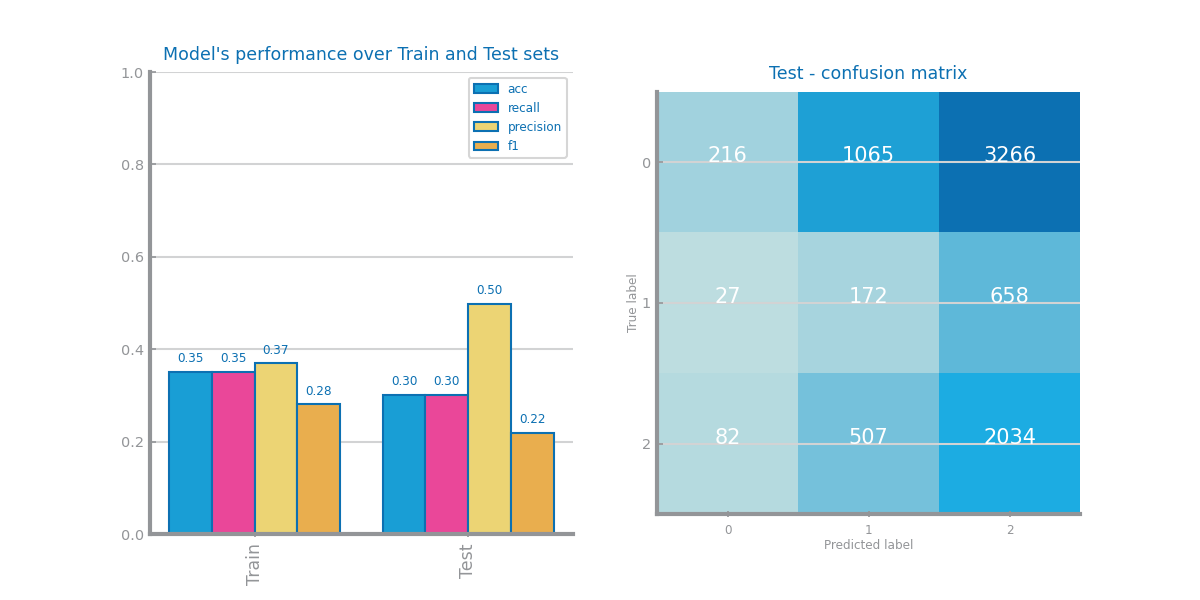 Model's performance over Train and Test sets
1.0
0.8
0.6
0.4
0.2
0.0
acc
recall
precision
f1
0.35
0.35
0.37
0.28
0.30
0.30
0.50
0.22
Train
Test
Test - confusion matrix
True label
0
1
2
216 1065 3266
27 172 658
82 507 2034
0 1 2
Predicted label